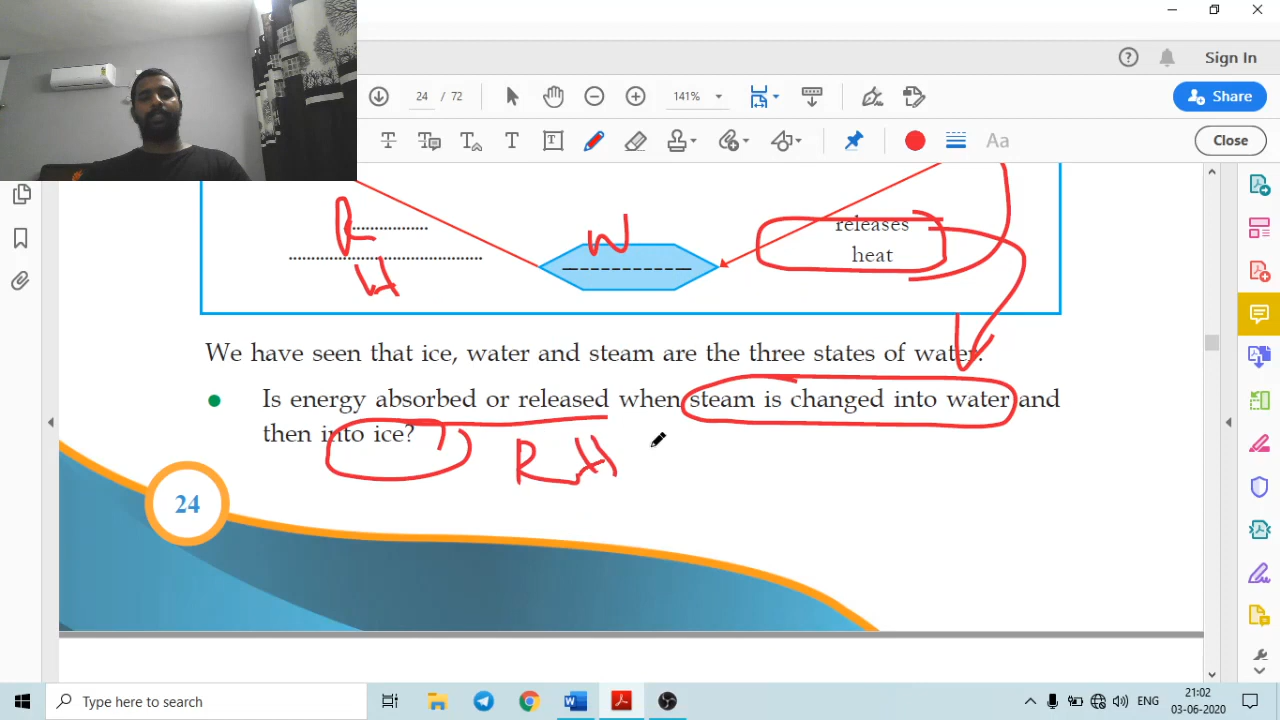 Sign In
24 / 72
141%
Share
T T T T T
Aa
Close
R
H
W
releases
heat
We have seen that ice, water and steam are the three states of water.
Is energy absorbed or released when steam is changed into water and
then into ice?
R H
24
Type here to search
ENG
21:02
03-06-2020